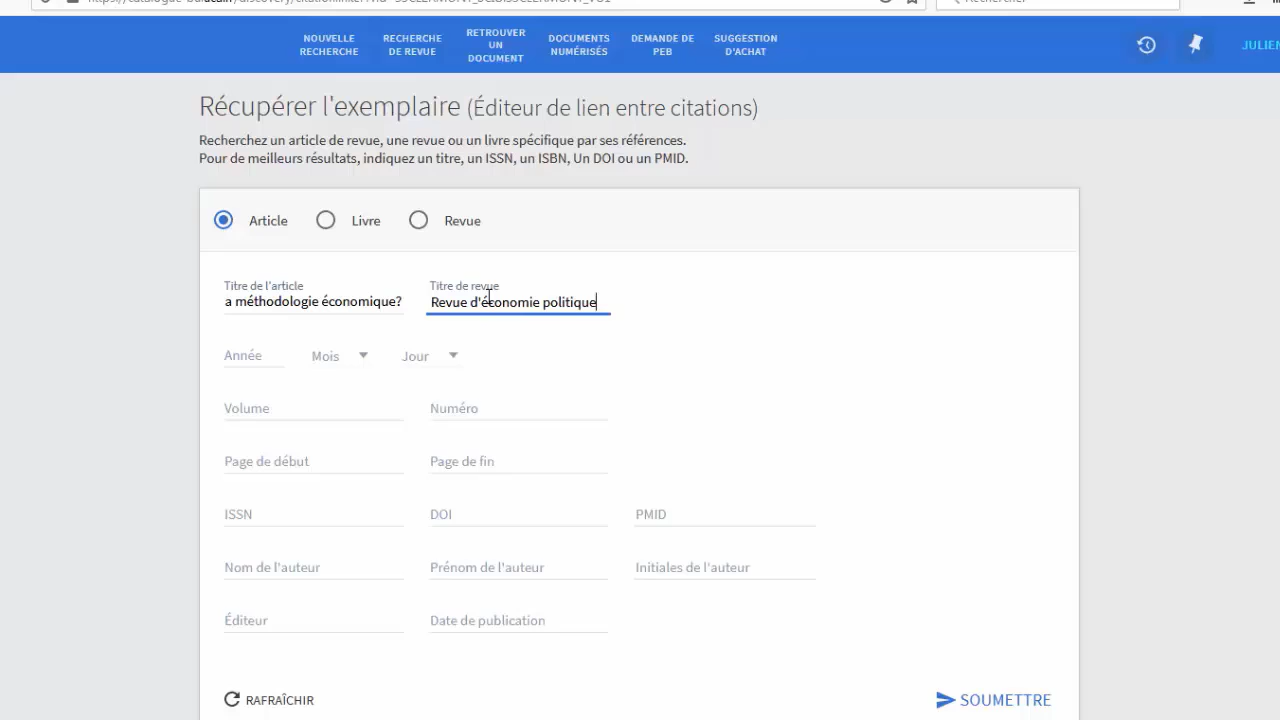 NOUVELLE RECHERCHE
RECHERCHE DE REVUE
RETROUVER UN DOCUMENT
DOCUMENTS NUMÉRISÉS
DEMANDE DE PEB
SUGGESTION D'ACHAT
JULIEN
Récupérer l'exemplaire (Éditeur de lien entre citations)
Recherchez un article de revue, une revue ou un livre spécifique par ses références.
Pour de meilleurs résultats, indiquez un titre, un ISSN, un ISBN, Un DOI ou un PMID.
Article Livre Revue
Titre de l'article Titre de revue
a méthodologie économique? Revue d'économie politique
Année Mois Jour
Volume Numéro
Page de début Page de fin
ISSN DOI PMID
Nom de l'auteur Prénom de l'auteur Initiales de l'auteur
Éditeur Date de publication
RAFRAÎCHIR SOUMETTRE